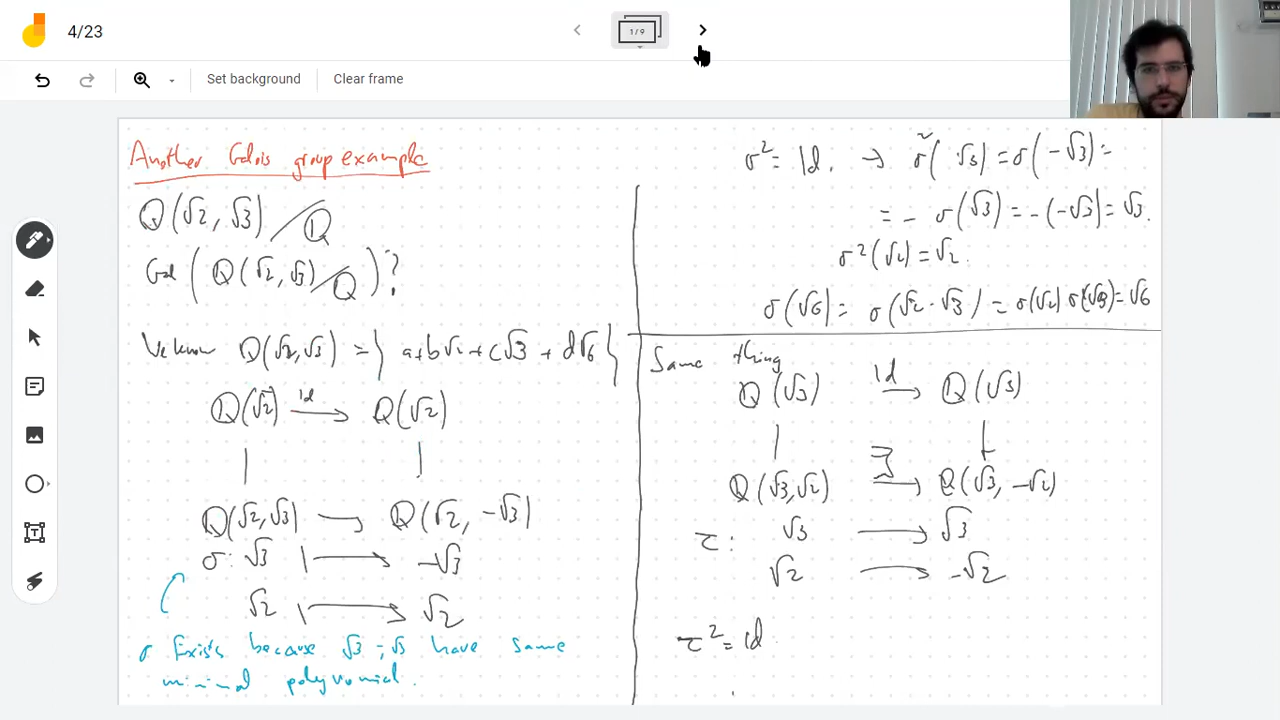 4/23
1/9
Set background
Clear frame
Another Galois group example
Q(√2, √3) / Q
Gal (Q(√2, √3) / Q)?
We know Q(√2, √3) = { a+b√2 + c√3 + d√6 }
Q(√2) Id → Q(√2)
Q(√2, √3) → Q(√2, -√3)
σ: √3 ↦ -√3
√2 ↦ √2
σ Exists because √3, -√3 have same
minimal polynomial.
σ² = Id. → σ²(√3) = σ(-√3) =
= - σ(√3) = -(-√3) = √3.
σ²(√2) = √2.
σ(√6) = σ(√2 · √3) = σ(√2) σ(√3) = √6
Same thing
Q(√3) Id → Q(√3)
Q(√3, √2) ∃ → Q(√3, -√2)
τ: √3 → √3
√2 → -√2
τ² = Id